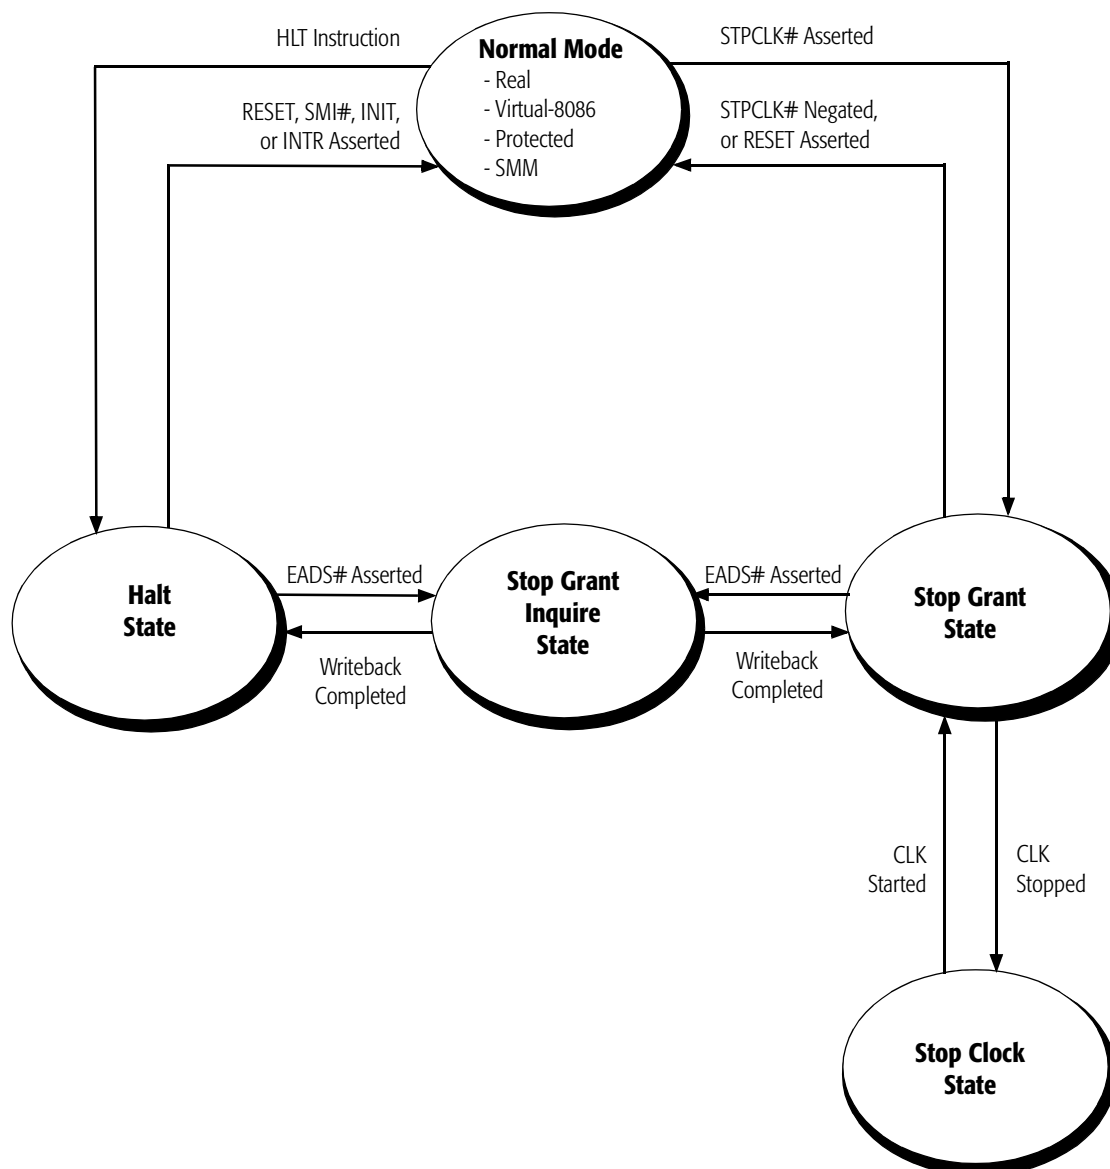 HLT Instruction
Normal Mode
- Real
- Virtual-8086
- Protected
- SMM
STPCLK# Asserted
RESET, SMI#, INIT,
or INTR Asserted
STPCLK# Negated,
or RESET Asserted
Halt
State
EADS# Asserted
Writeback
Completed
Stop Grant
Inquire
State
EADS# Asserted
Writeback
Completed
Stop Grant
State
CLK
Started
CLK
Stopped
Stop Clock
State